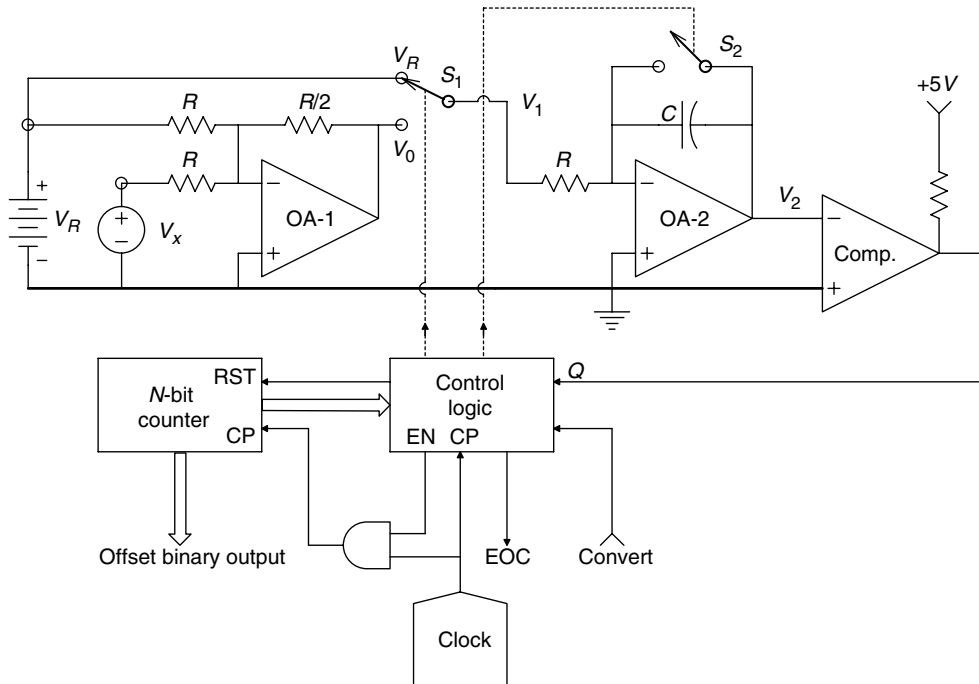 V_R
S_1
S_2
R
R/2
V_1
C
+5V
V_0
R
R
−
OA-1
+
−
OA-2
+
V_2
−
Comp.
+
+
V_R
−
+
−
V_x
N-bit
counter
RST
CP
Control
logic
EN CP
Q
Offset binary output
EOC
Convert
Clock